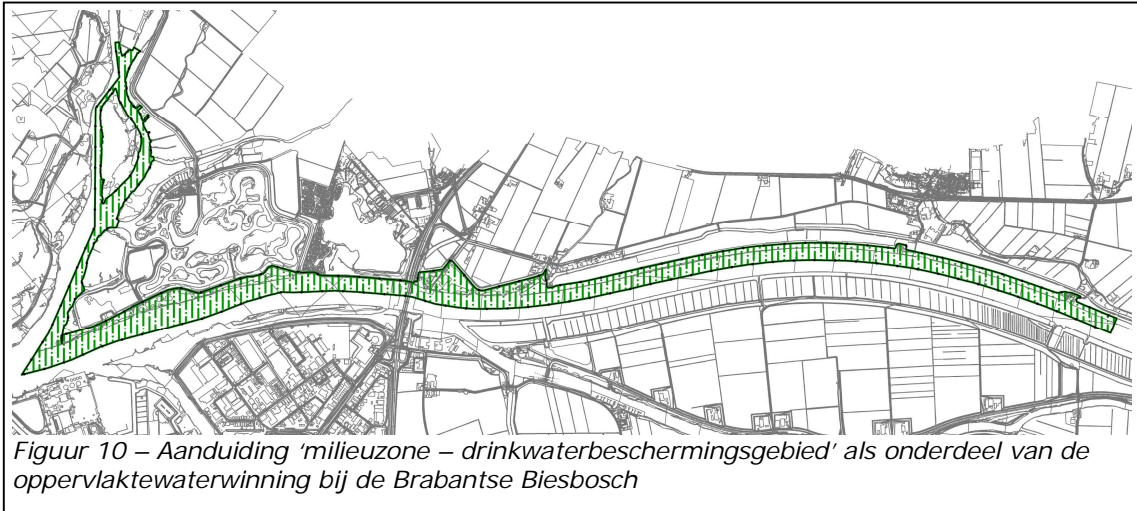 Figuur 10 – Aanduiding ‘milieuzone – drinkwaterbeschermingsgebied’ als onderdeel van de
oppervlaktewaterwinning bij de Brabantse Biesbosch